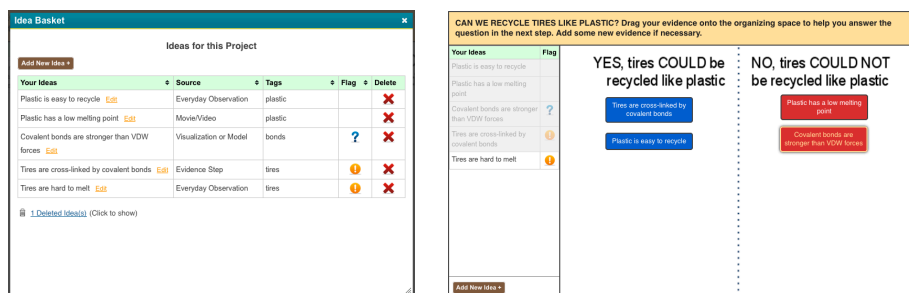 Idea Basket
Ideas for this Project
Add New Idea +
Your Ideas Source Tags Flag Delete
Plastic is easy to recycle Edit Everyday Observation plastic
Plastic has a low melting point Edit Movie/Video plastic
Covalent bonds are stronger than VDW
forces Edit Visualization or Model bonds ?
Tires are cross-linked by covalent bonds Edit Evidence Step tires !
Tires are hard to melt Edit Everyday Observation tires !
1 Deleted Idea(s) (Click to show)
CAN WE RECYCLE TIRES LIKE PLASTIC? Drag your evidence onto the organizing space to help you answer the
question in the next step. Add some new evidence if necessary.
Your Ideas Flag
Plastic is easy to recycle
Plastic has a low melting
point
Covalent bonds are stronger
than VDW forces ?
Tires are cross-linked by
covalent bonds !
Tires are hard to melt !
Add New Idea +
YES, tires COULD be
recycled like plastic
Tires are cross-linked by
covalent bonds
Plastic is easy to recycle
NO, tires COULD NOT
be recycled like plastic
Plastic has a low melting
point
Covalent bonds are
stronger than VDW forces